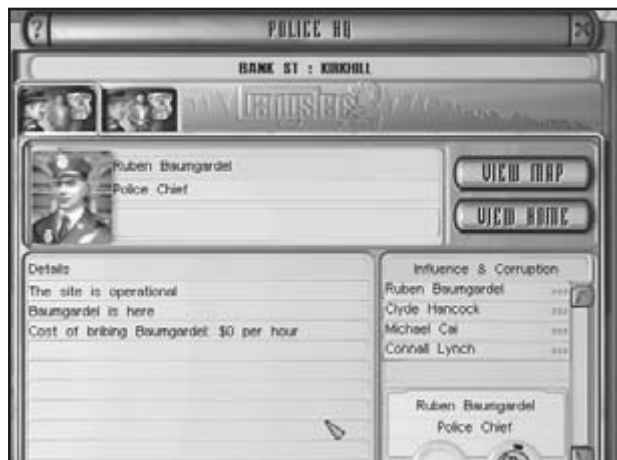 ?
POLICE HQ
BANK ST : KIRKHILL
Gangsters 2
Ruben Baumgardel
Police Chief
VIEW MAP
VIEW HOME
Details
The site is operational
Baumgardel is here
Cost of bribing Baumgardel: $0 per hour
Influence & Corruption
Ruben Baumgardel
Clyde Hancock
Michael Cai
Connall Lynch
Ruben Baumgardel
Police Chief